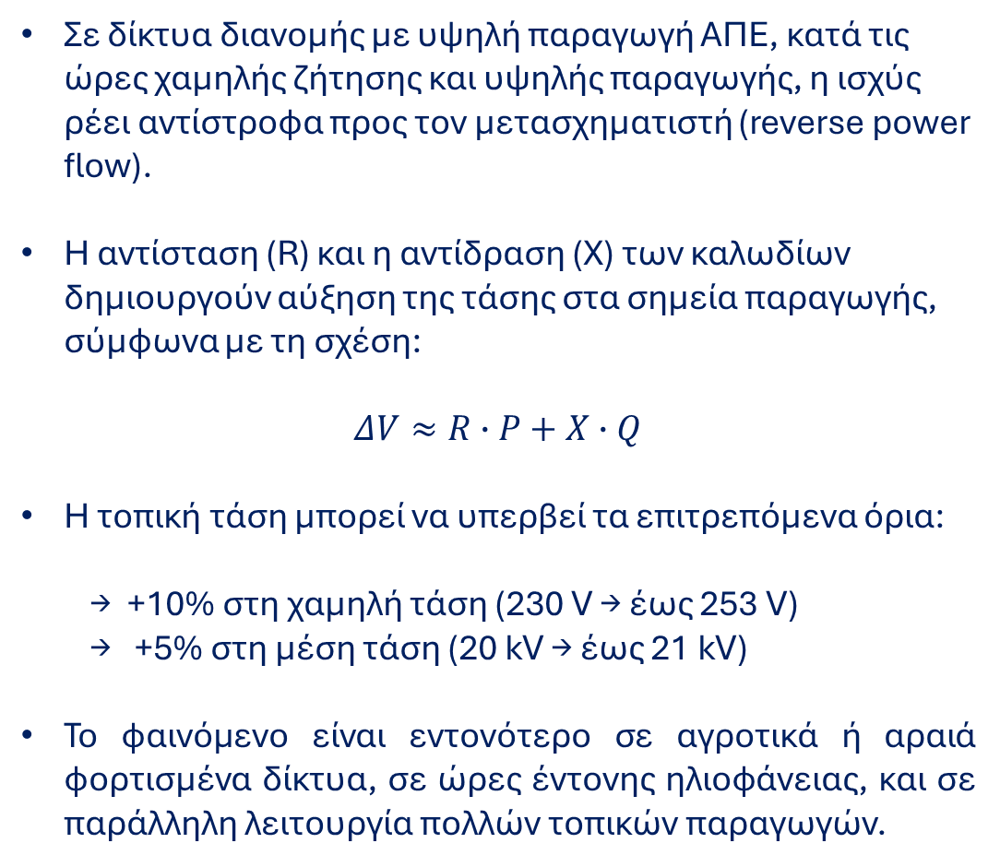 • Σε δίκτυα διανομής με υψηλή παραγωγή ΑΠΕ, κατά τις
ώρες χαμηλής ζήτησης και υψηλής παραγωγής, η ισχύς
ρέει αντίστροφα προς τον μετασχηματιστή (reverse power
flow).
• Η αντίσταση (R) και η αντίδραση (X) των καλωδίων
δημιουργούν αύξηση της τάσης στα σημεία παραγωγής,
σύμφωνα με τη σχέση:
ΔV ≈ R · P + X · Q
• Η τοπική τάση μπορεί να υπερβεί τα επιτρεπόμενα όρια:
→ +10% στη χαμηλή τάση (230 V → έως 253 V)
→ +5% στη μέση τάση (20 kV → έως 21 kV)
• Το φαινόμενο είναι εντονότερο σε αγροτικά ή αραιά
φορτισμένα δίκτυα, σε ώρες έντονης ηλιοφάνειας, και σε
παράλληλη λειτουργία πολλών τοπικών παραγωγών.